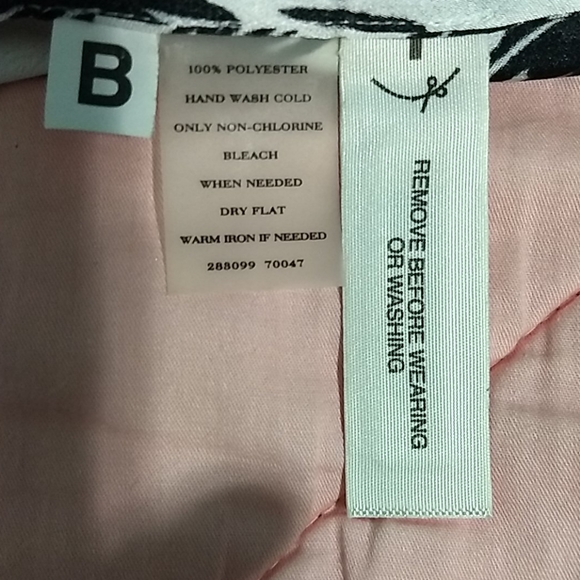 B
100% POLYESTER
HAND WASH COLD
ONLY NON-CHLORINE
BLEACH
WHEN NEEDED
DRY FLAT
WARM IRON IF NEEDED
288099 70047
REMOVE BEFORE WEARING
OR WASHING